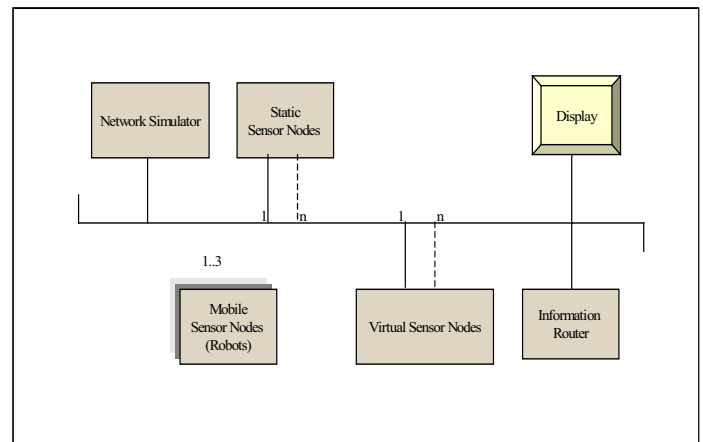 Network Simulator
Static
Sensor Nodes
Display
1
n
1
n
1..3
Mobile
Sensor Nodes
(Robots)
Virtual Sensor Nodes
Information
Router